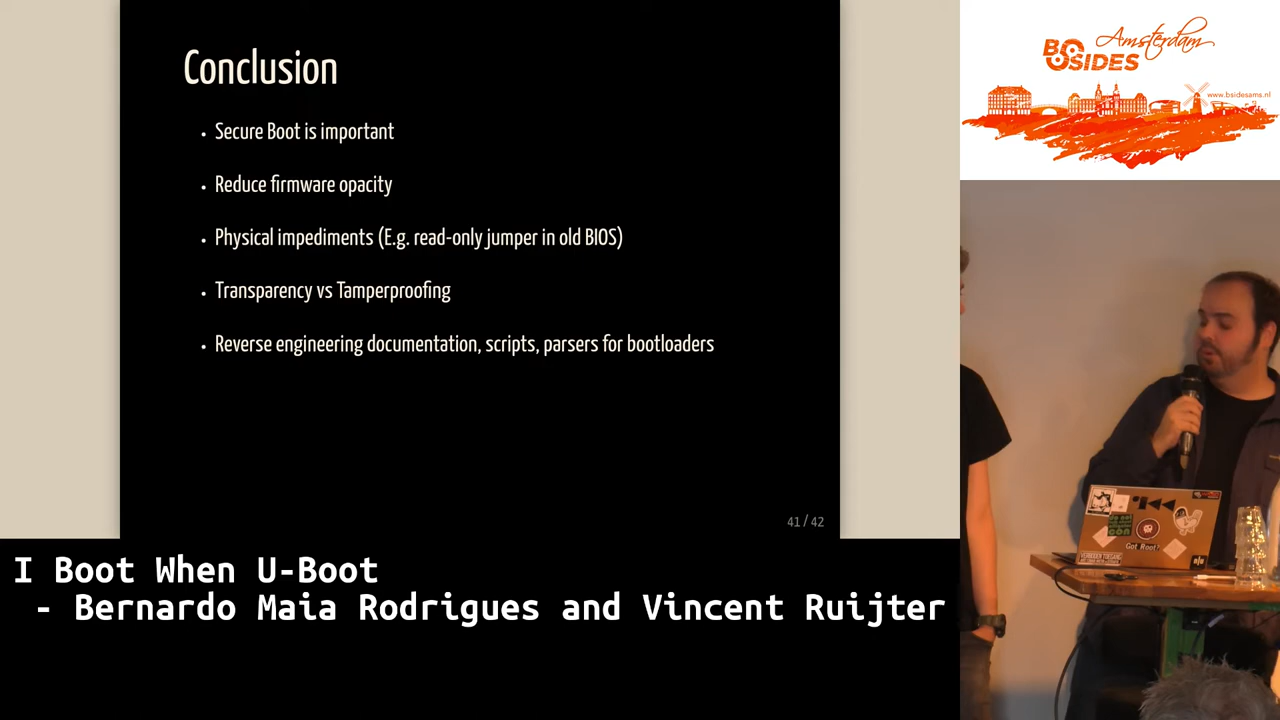 Conclusion
• Secure Boot is important
• Reduce firmware opacity
• Physical impediments (E.g. read-only jumper in old BIOS)
• Transparency vs Tamperproofing
• Reverse engineering documentation, scripts, parsers for bootloaders
41 / 42
I Boot When U-Boot
- Bernardo Maia Rodrigues and Vincent Ruijter
Amsterdam
BSIDES
www.bsidesams.nl
Got Root?